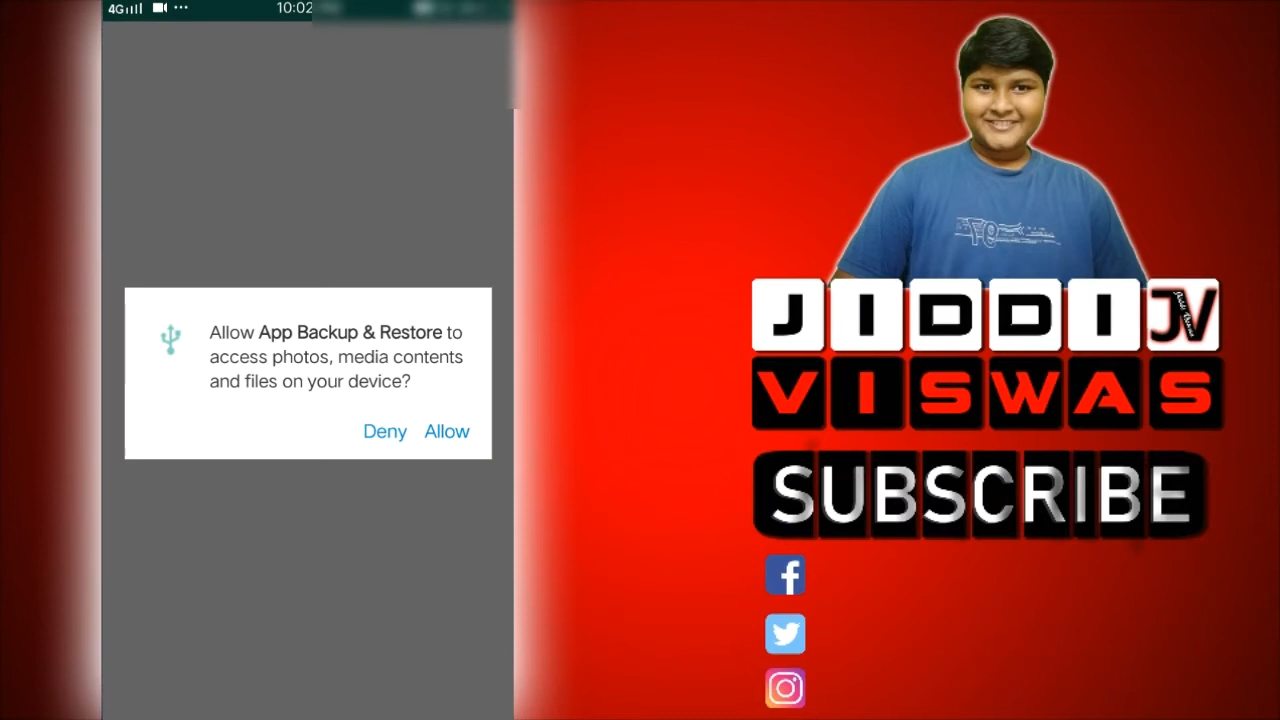 4G 10:02
Allow App Backup & Restore to
access photos, media contents
and files on your device?
Deny Allow
JIDDI JV
VISWAS
SUBSCRIBE